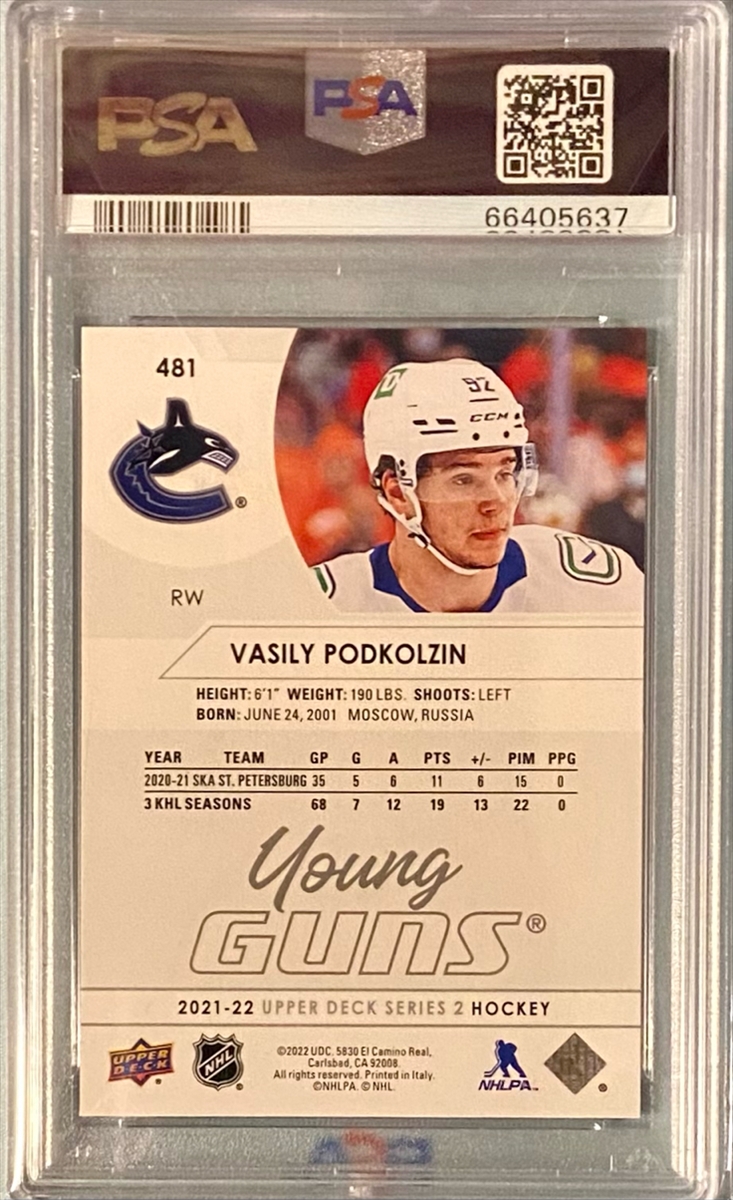 PSA
PSA
66405637
481
92
CCM
RW
VASILY PODKOLZIN
HEIGHT: 6'1" WEIGHT: 190 LBS. SHOOTS: LEFT
BORN: JUNE 24, 2001 MOSCOW, RUSSIA
YEAR TEAM GP G A PTS +/- PIM PPG
2020-21 SKA ST. PETERSBURG 35 5 6 11 6 15 0
3 KHL SEASONS 68 7 12 19 13 22 0
Young
GUNS®
2021-22 UPPER DECK SERIES 2 HOCKEY
UPPER
DECK
NHL
©2022 UDC. 5830 El Camino Real,
Carlsbad, CA 92008.
All rights reserved. Printed in Italy.
©NHLPA. © NHL.
NHLPA™